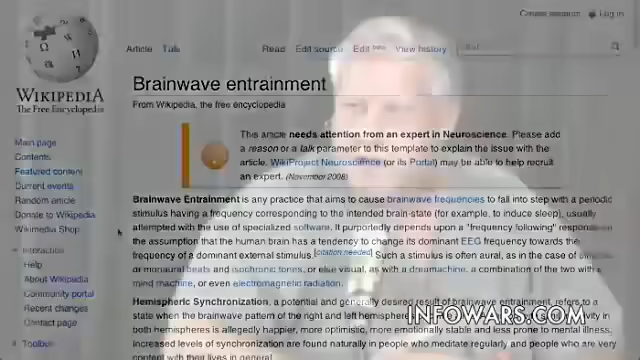 Create account Log in
WIKIPEDIA
The Free Encyclopedia
Article Talk Read Edit source Edit beta View history
Brainwave entrainment
From Wikipedia, the free encyclopedia
Main page
Contents
Featured content
Current events
Random article
Donate to Wikipedia
Wikimedia Shop
Interaction
Help
About Wikipedia
Community portal
Recent changes
Contact page
Toolbox
This article needs attention from an expert in Neuroscience. Please add
a reason or a talk parameter to this template to explain the issue with the
article. WikiProject Neuroscience (or its Portal) may be able to help recruit
an expert. (November 2008)
Brainwave Entrainment is any practice that aims to cause brainwave frequencies to fall into step with a periodic
stimulus having a frequency corresponding to the intended brain-state (for example, to induce sleep), usually
attempted with the use of specialized software. It purportedly depends upon a "frequency following" response on
the assumption that the human brain has a tendency to change its dominant EEG frequency towards the
frequency of a dominant external stimulus.[citation needed] Such a stimulus is often aural, as in the case of
or monaural beats and isochronic tones, or else visual, as with a dreamachine, a combination of the two with a
mind machine, or even electromagnetic radiation.
Hemispheric Synchronization, a potential and generally desired result of brainwave entrainment, refers to a
state when the brainwave pattern of the right and left in
both hemispheres is allegedly happier, more optimistic, more emotionally stable and less prone to mental illness.
increased levels of synchronization are found naturally in people who meditate regularly and people who are very
content with their lives in general.
INFOWARS.COM